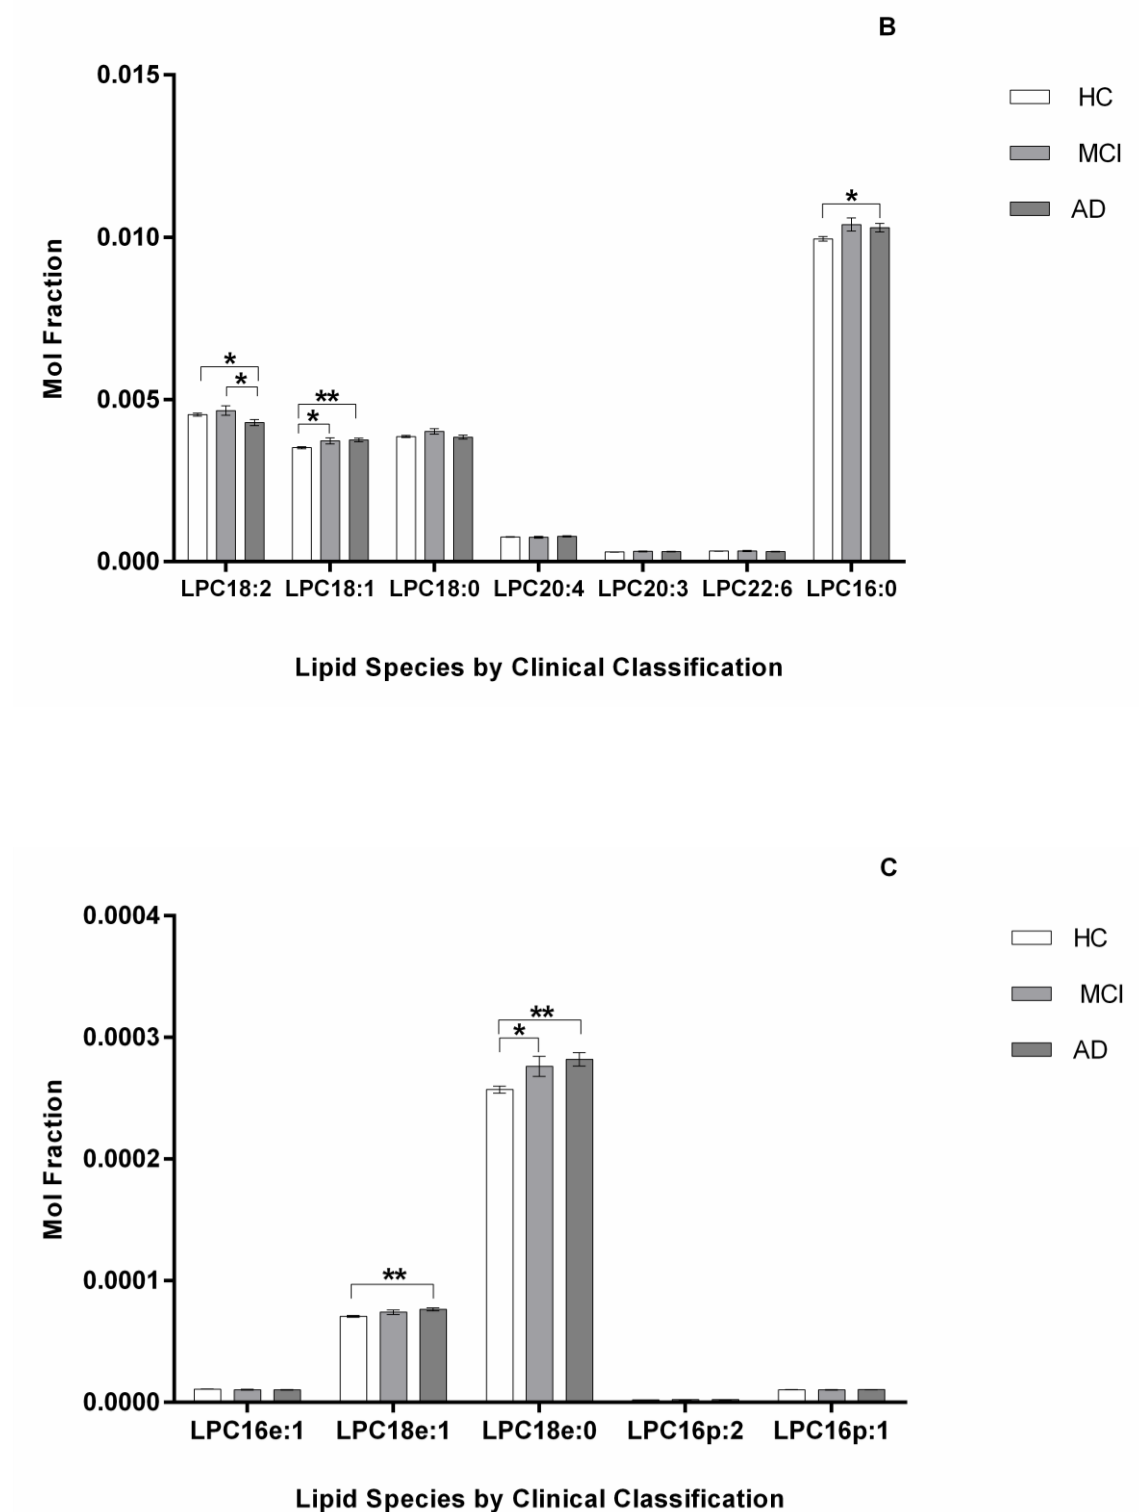 B
0.015
HC
MCI
AD
*
0.010
Mol Fraction
*
*
**
*
0.005
0.000
LPC18:2 LPC18:1 LPC18:0 LPC20:4 LPC20:3 LPC22:6 LPC16:0
Lipid Species by Clinical Classification
C
0.0004
HC
MCI
AD
**
*
0.0003
Mol Fraction
0.0002
**
0.0001
0.0000
LPC16e:1 LPC18e:1 LPC18e:0 LPC16p:2 LPC16p:1
Lipid Species by Clinical Classification